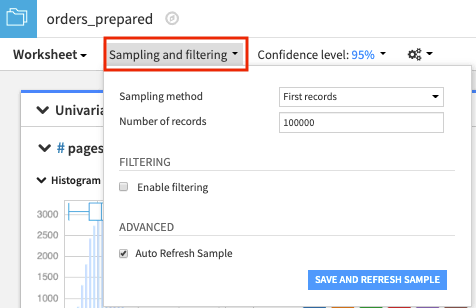 orders_prepared
Worksheet Sampling and filtering Confidence level: 95%
Sampling method First records
Number of records 100000
FILTERING
Enable filtering
ADVANCED
Auto Refresh Sample
SAVE AND REFRESH SAMPLE
Univaria
# pages
Histogram
3000
2500
2000
1500
1000